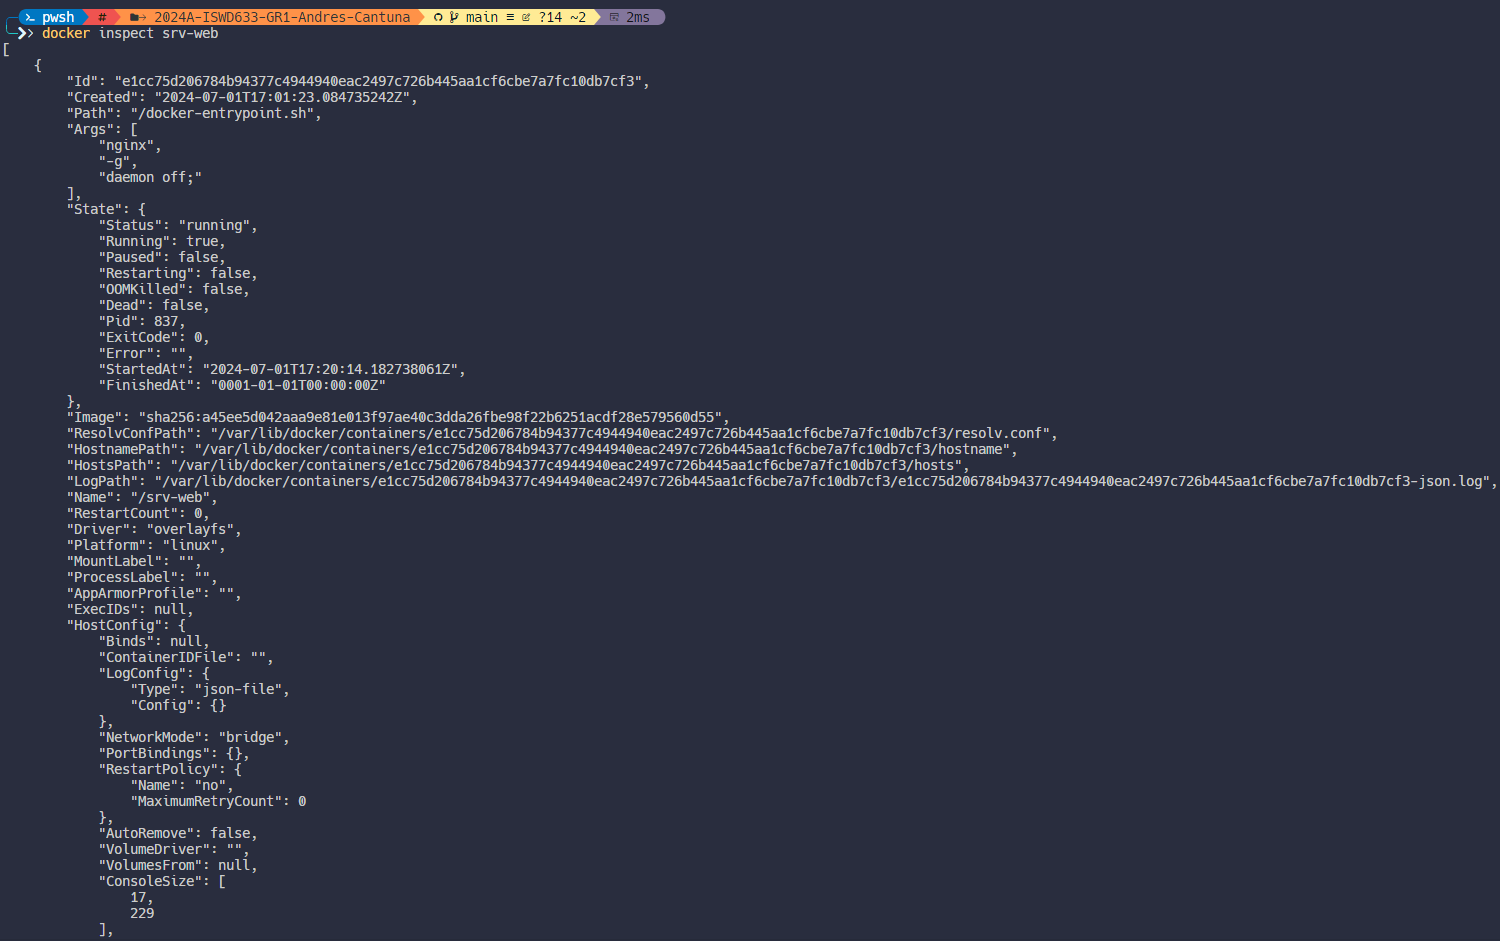 pwsh # 2024A-ISWD633-GR1-Andres-Cantuna main ≡ ?14 ~2 2ms
docker inspect srv-web
[
    {
        "Id": "e1cc75d206784b94377c4944940eac2497c726b445aa1cf6cbe7a7fc10db7cf3",
        "Created": "2024-07-01T17:01:23.084735242Z",
        "Path": "/docker-entrypoint.sh",
        "Args": [
            "nginx",
            "-g",
            "daemon off;"
        ],
        "State": {
            "Status": "running",
            "Running": true,
            "Paused": false,
            "Restarting": false,
            "OOMKilled": false,
            "Dead": false,
            "Pid": 837,
            "ExitCode": 0,
            "Error": "",
            "StartedAt": "2024-07-01T17:20:14.182738061Z",
            "FinishedAt": "0001-01-01T00:00:00Z"
        },
        "Image": "sha256:a45ee5d042aaa9e81e013f97ae40c3dda26fbe98f22b6251acdf28e579560d55",
        "ResolvConfPath": "/var/lib/docker/containers/e1cc75d206784b94377c4944940eac2497c726b445aa1cf6cbe7a7fc10db7cf3/resolv.conf",
        "HostnamePath": "/var/lib/docker/containers/e1cc75d206784b94377c4944940eac2497c726b445aa1cf6cbe7a7fc10db7cf3/hostname",
        "HostsPath": "/var/lib/docker/containers/e1cc75d206784b94377c4944940eac2497c726b445aa1cf6cbe7a7fc10db7cf3/hosts",
        "LogPath": "/var/lib/docker/containers/e1cc75d206784b94377c4944940eac2497c726b445aa1cf6cbe7a7fc10db7cf3/e1cc75d206784b94377c4944940eac2497c726b445aa1cf6cbe7a7fc10db7cf3-json.log",
        "Name": "/srv-web",
        "RestartCount": 0,
        "Driver": "overlayfs",
        "Platform": "linux",
        "MountLabel": "",
        "ProcessLabel": "",
        "AppArmorProfile": "",
        "ExecIDs": null,
        "HostConfig": {
            "Binds": null,
            "ContainerIDFile": "",
            "LogConfig": {
                "Type": "json-file",
                "Config": {}
            },
            "NetworkMode": "bridge",
            "PortBindings": {},
            "RestartPolicy": {
                "Name": "no",
                "MaximumRetryCount": 0
            },
            "AutoRemove": false,
            "VolumeDriver": "",
            "VolumesFrom": null,
            "ConsoleSize": [
                17,
                229
            ],